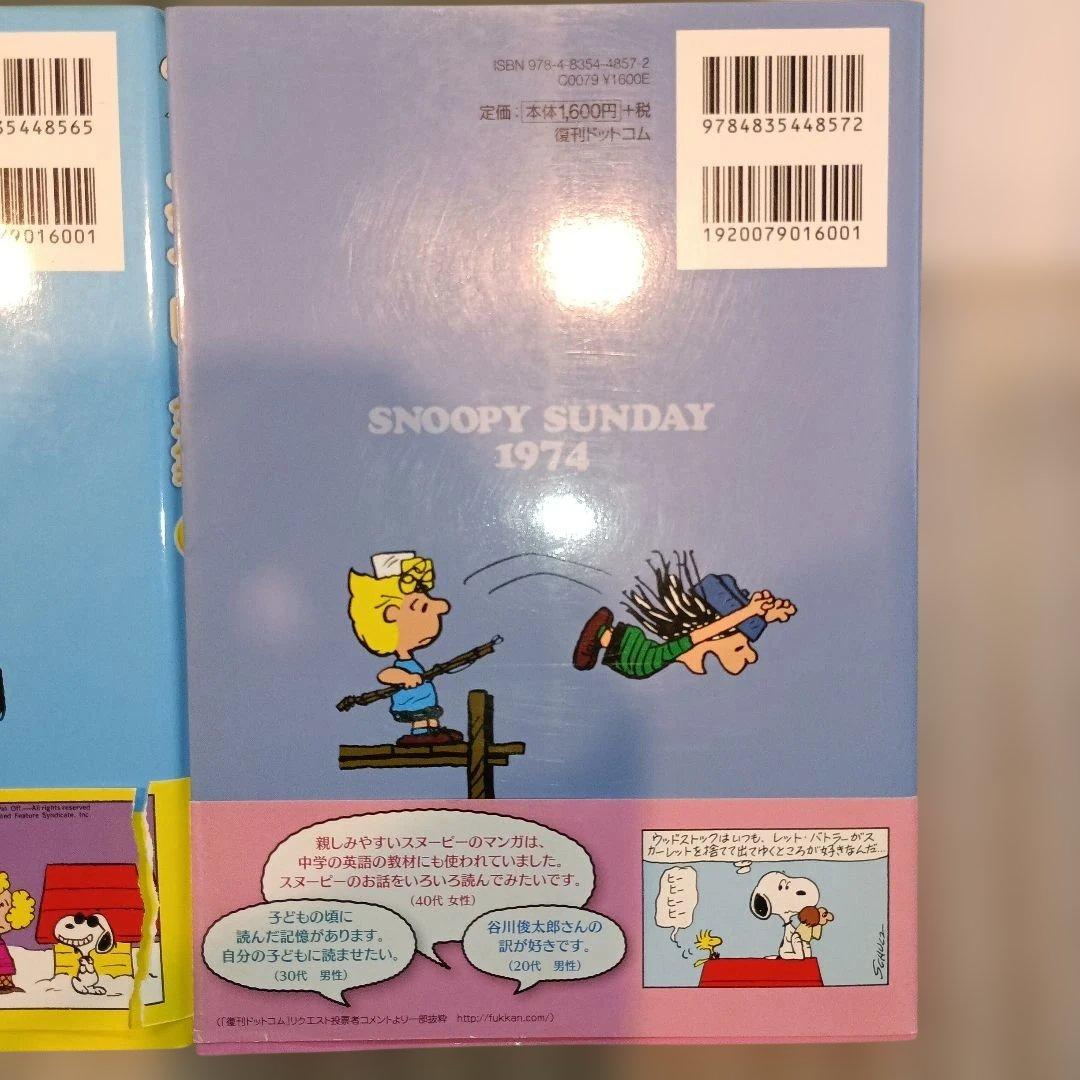 35448565
79016001
ISBN 978-4-8354-4857-2
C0079 ¥1600E
定価:本体1,600円+税
復刊ドットコム
9784835448572
1920079016001
SNOOPY SUNDAY
1974
Off.—All rights reserved
Feature Syndicate, Inc
親しみやすいスヌーピーのマンガは、
中学の英語の教材にも使われていました。
スヌーピーのお話をいろいろ読んでみたいです。
(40代 女性)
子どもの頃に
読んだ記憶があります。
自分の子どもに読ませたい。
(30代 男性)
谷川俊太郎さんの
訳が好きです。
(20代 男性)
ウッドストックはいつも、レット・バトラーがス
カーレットを捨てて出てゆくところが好きなんだ…
ヒー
ヒー
ヒー
ヒー
SCHULZ
(「復刊ドットコム」リクエスト投票者コメントより一部抜粋 http://fukkan.com/)